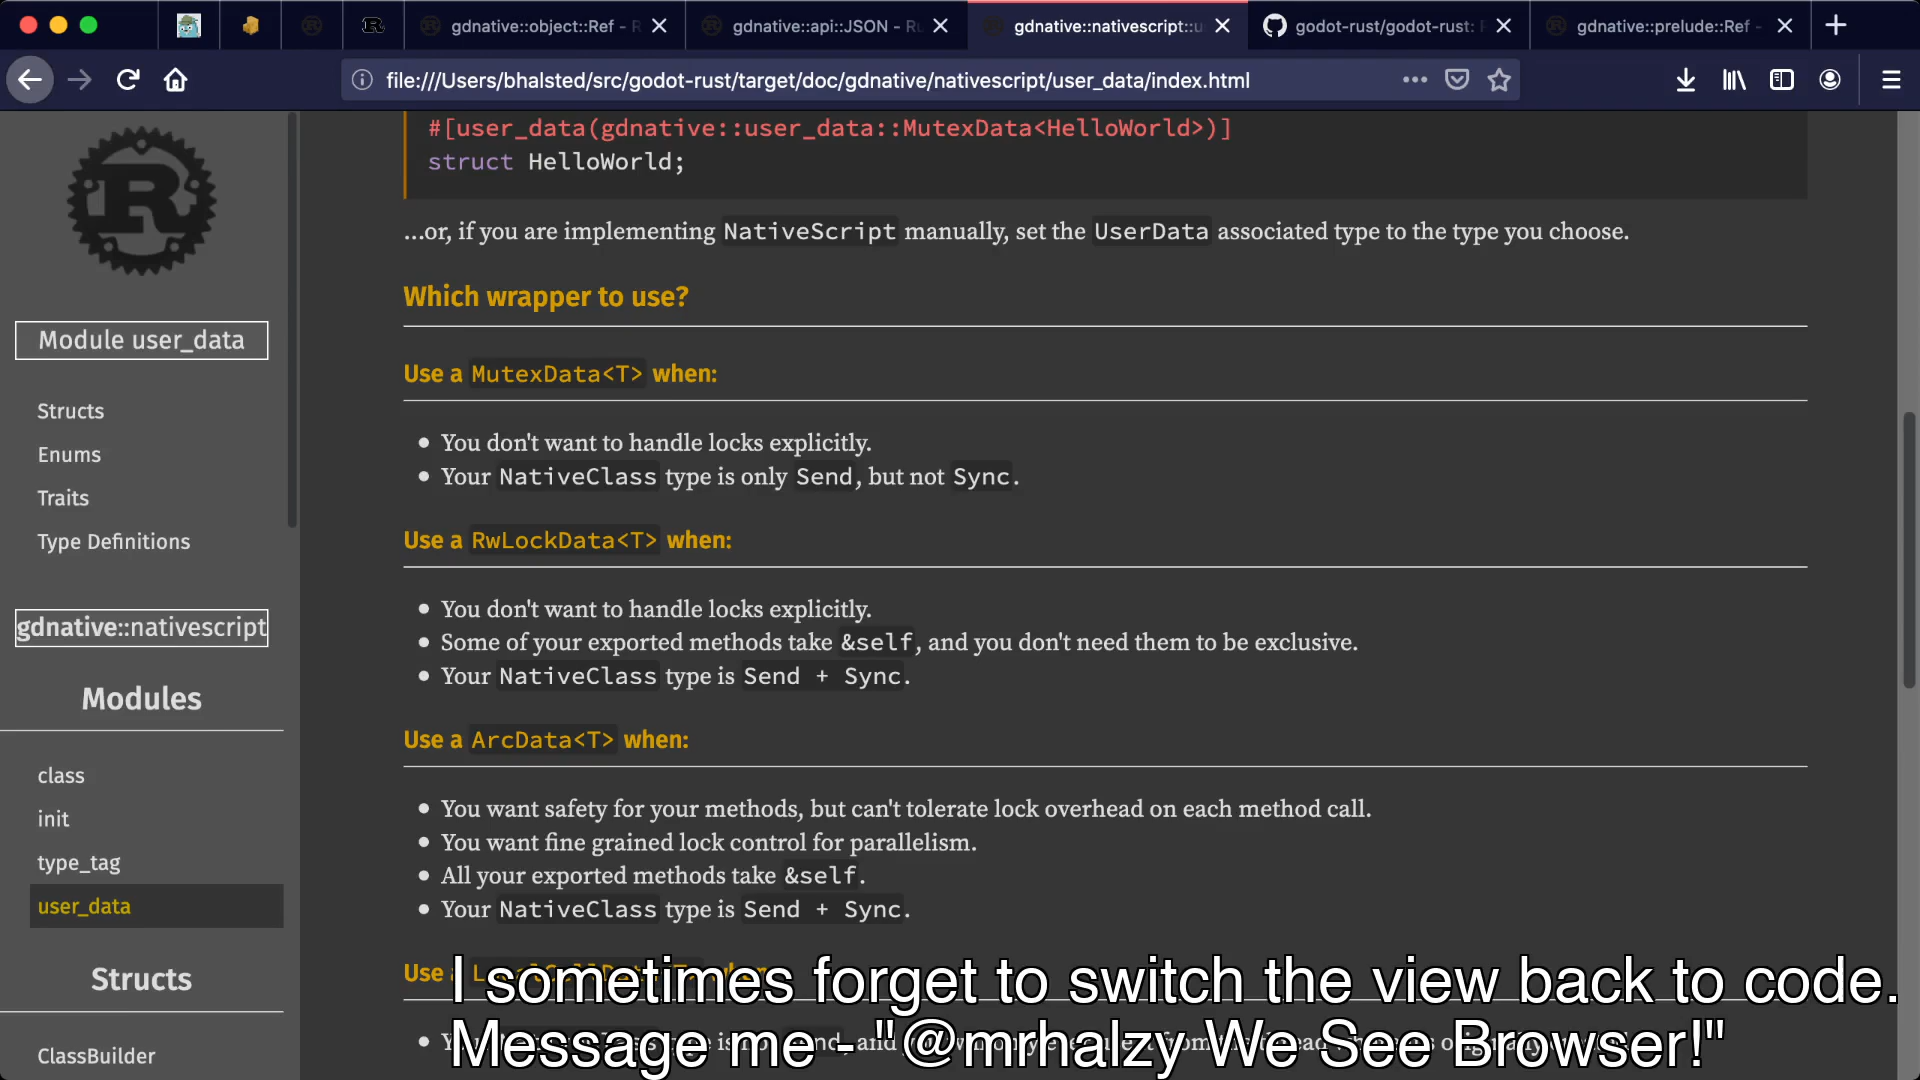 gdnative::object::Ref - R
gdnative::api::JSON - Ru
gdnative::nativescript::u
godot-rust/godot-rust: R
gdnative::prelude::Ref -
file:///Users/bhalsted/src/godot-rust/target/doc/gdnative/nativescript/user_data/index.html
R
Module user_data
Structs
Enums
Traits
Type Definitions
gdnative::nativescript
Modules
class
init
type_tag
user_data
Structs
ClassBuilder
#[user_data(gdnative::user_data::MutexData<HelloWorld>)]
struct HelloWorld;
...or, if you are implementing NativeScript manually, set the UserData associated type to the type you choose.
Which wrapper to use?
Use a MutexData<T> when:
You don't want to handle locks explicitly.
Your NativeClass type is only Send, but not Sync.
Use a RwLockData<T> when:
You don't want to handle locks explicitly.
Some of your exported methods take &self, and you don't need them to be exclusive.
Your NativeClass type is Send + Sync.
Use a ArcData<T> when:
You want safety for your methods, but can't tolerate lock overhead on each method call.
You want fine grained lock control for parallelism.
All your exported methods take &self.
Your NativeClass type is Send + Sync.
Use a
I sometimes forget to switch the view back to code.
Message me - "@mrhalzy We See Browser!"